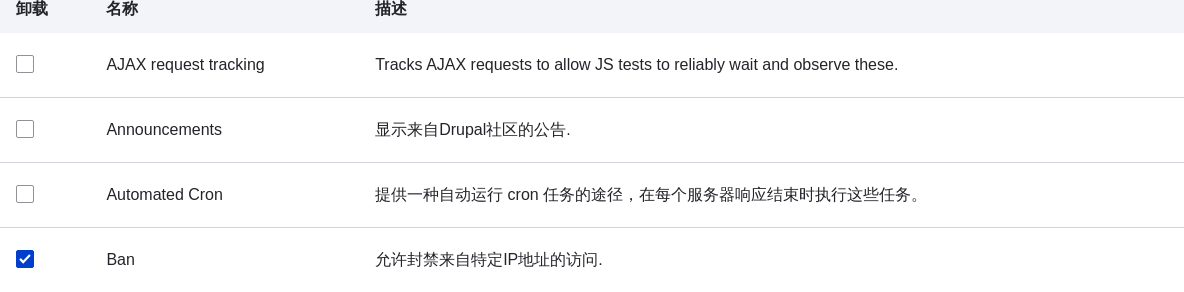 卸载 名称 描述
AJAX request tracking Tracks AJAX requests to allow JS tests to reliably wait and observe these.
Announcements 显示来自Drupal社区的公告.
Automated Cron 提供一种自动运行 cron 任务的途径，在每个服务器响应结束时执行这些任务。
Ban 允许封禁来自特定IP地址的访问.